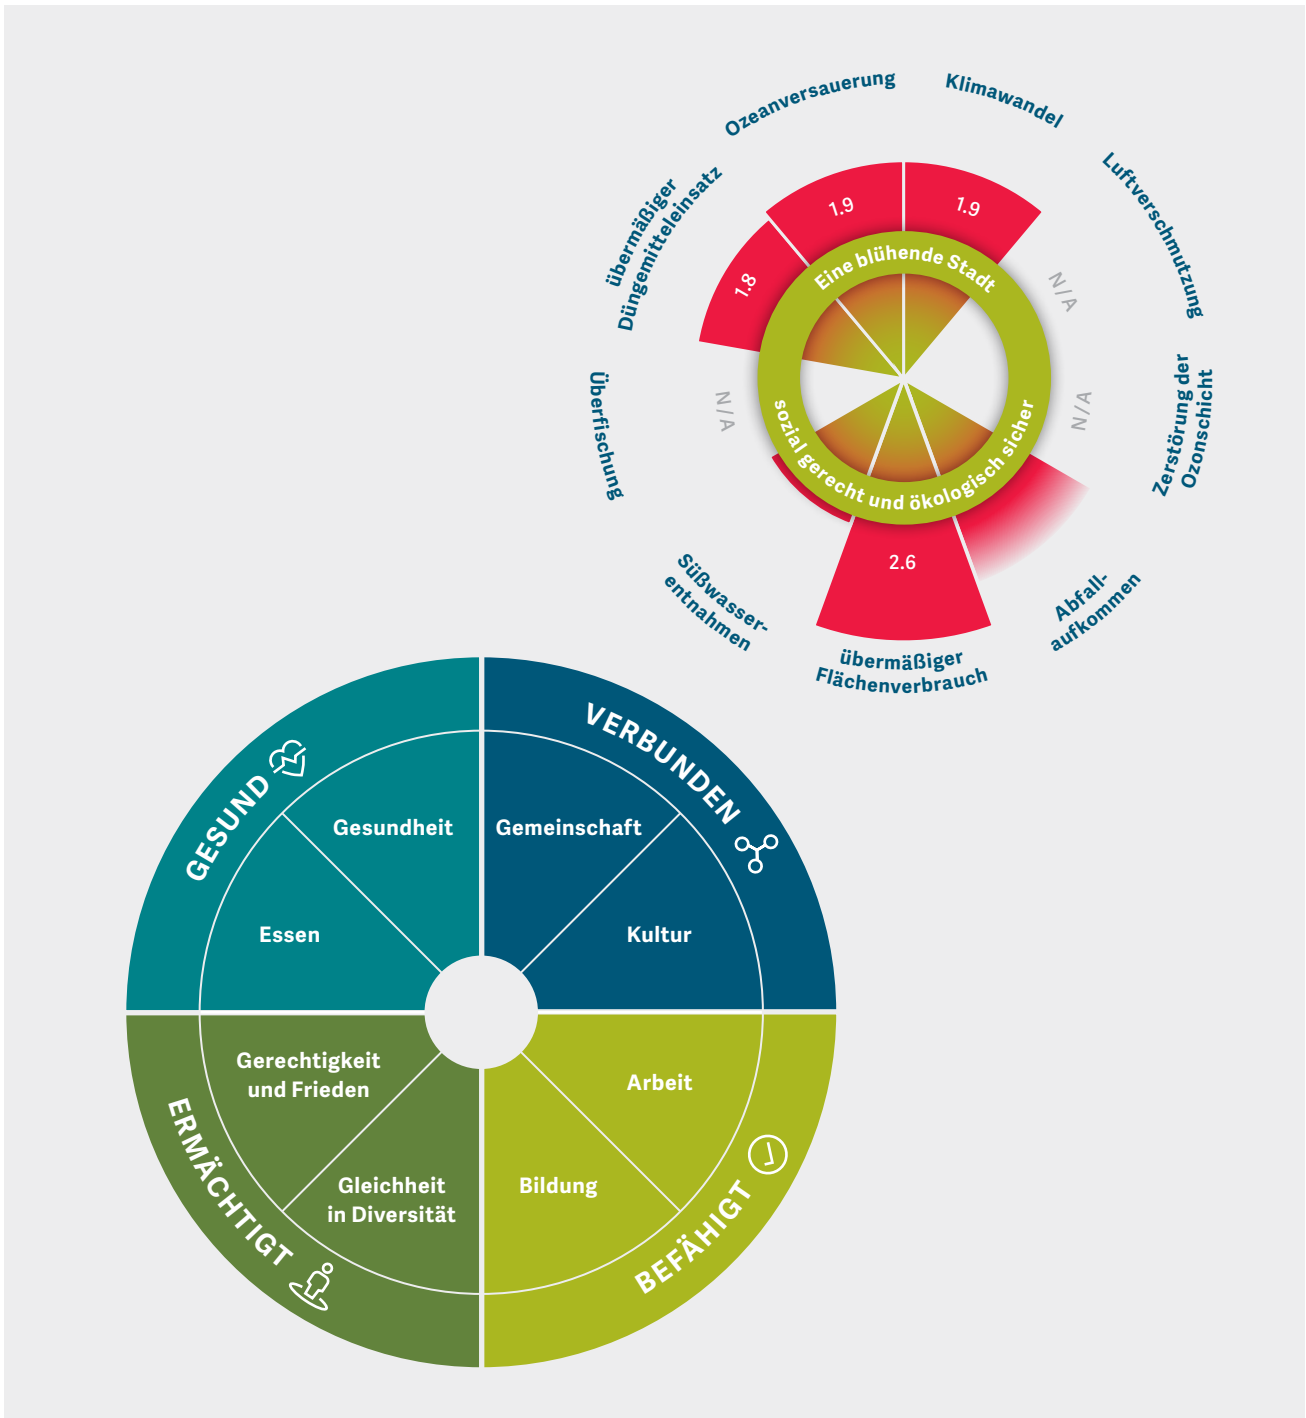 Ozeanversauerung
Klimawandel
Luftverschmutzung
übermäßiger
Düngemitteleinsatz
1.9
1.9
1.8
Eine blühende Stadt
N/A
N/A
N/A
Überfischung
Zerstörung der
Ozonschicht
sozial gerecht und ökologisch sicher
2.6
Süßwasser-
entnahmen
Abfall-
aufkommen
übermäßiger
Flächenverbrauch
GESUND
VERBUNDEN
Gesundheit
Gemeinschaft
Essen
Kultur
Gerechtigkeit
und Frieden
Arbeit
Gleichheit
in Diversität
Bildung
ERMÄCHTIGT
BEFÄHIGT